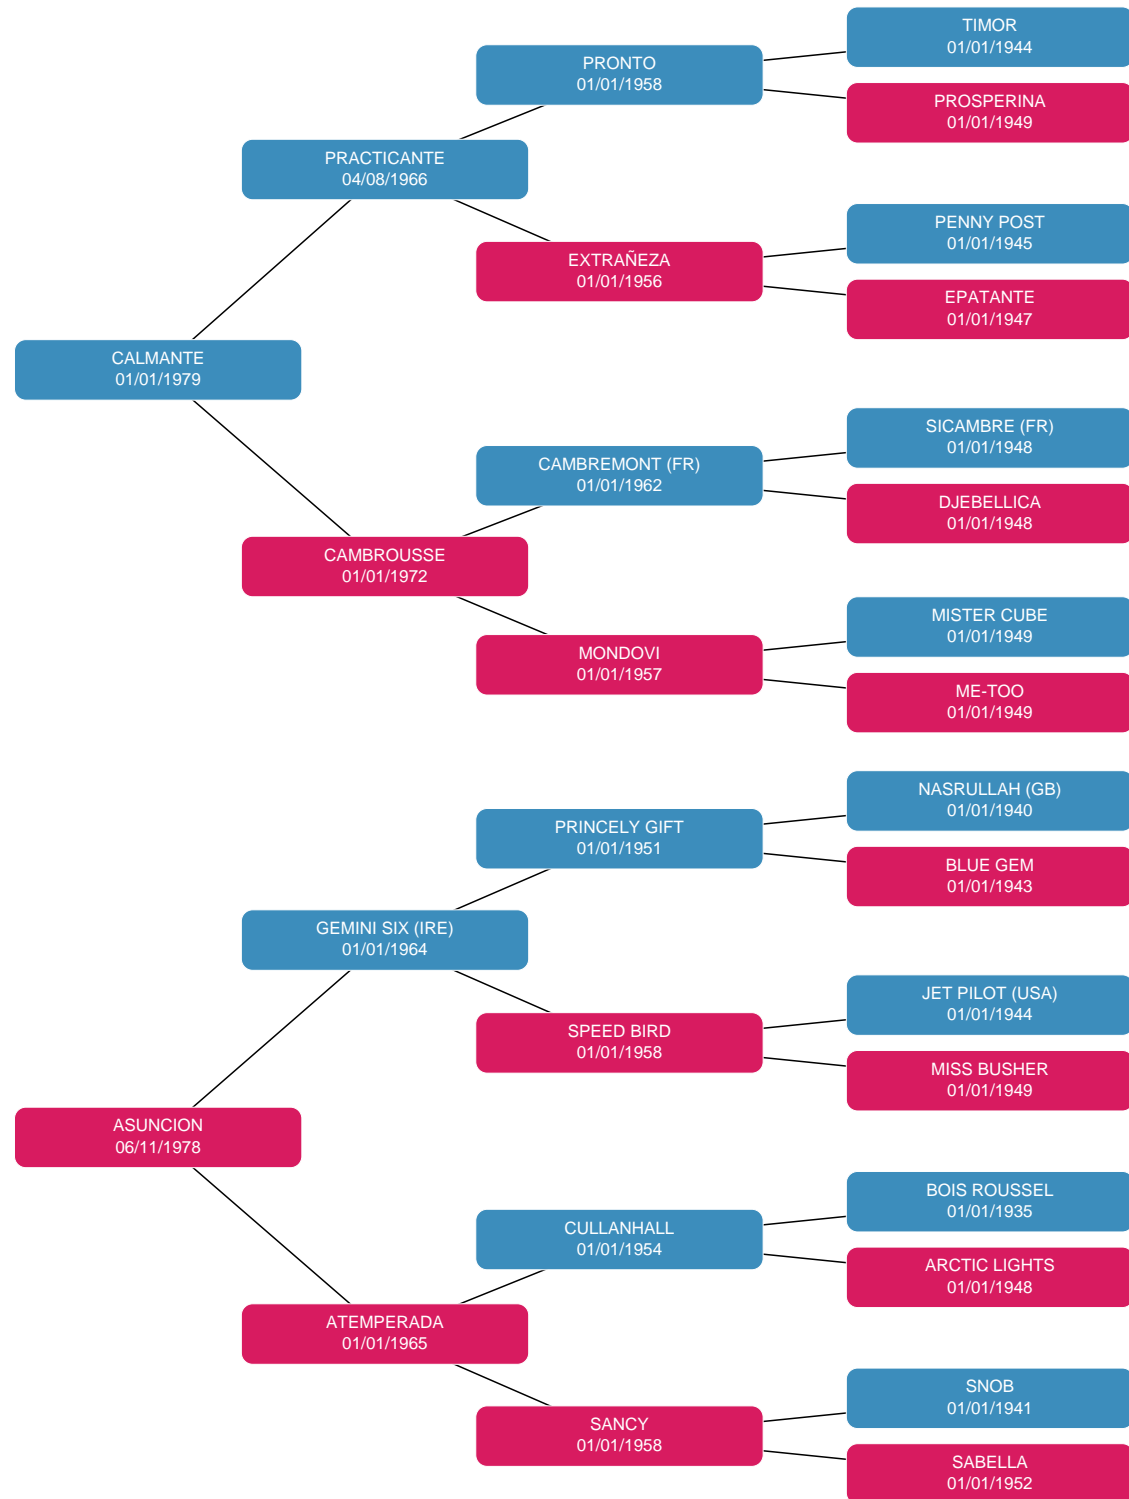 TIMOR
01/01/1944
PRONTO
01/01/1958
PROSPERINA
01/01/1949
PRACTICANTE
04/08/1966
PENNY POST
01/01/1945
EXTRAÑEZA
01/01/1956
EPATANTE
01/01/1947
CALMANTE
01/01/1979
SICAMBRE (FR)
01/01/1948
CAMBREMONT (FR)
01/01/1962
DJEBELLICA
01/01/1948
CAMBROUSSE
01/01/1972
MISTER CUBE
01/01/1949
MONDOVI
01/01/1957
ME-TOO
01/01/1949
NASRULLAH (GB)
01/01/1940
PRINCELY GIFT
01/01/1951
BLUE GEM
01/01/1943
GEMINI SIX (IRE)
01/01/1964
JET PILOT (USA)
01/01/1944
SPEED BIRD
01/01/1958
MISS BUSHER
01/01/1949
ASUNCION
06/11/1978
BOIS ROUSSEL
01/01/1935
CULLANHALL
01/01/1954
ARCTIC LIGHTS
01/01/1948
ATEMPERADA
01/01/1965
SNOB
01/01/1941
SANCY
01/01/1958
SABELLA
01/01/1952